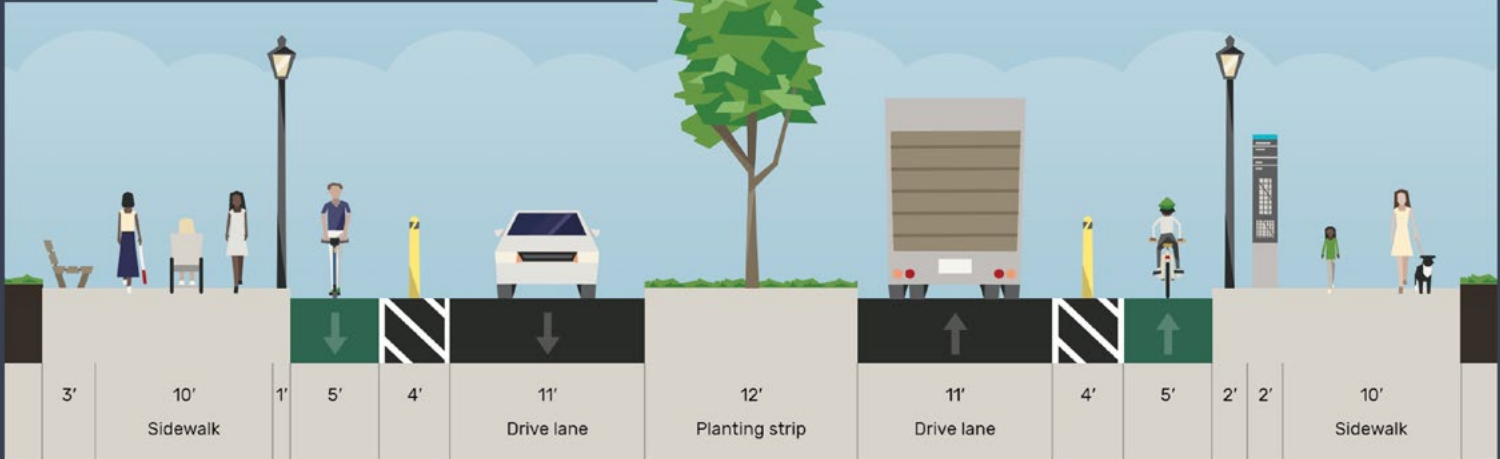 3′ 10′ 1′ 5′ 4′ 11′ 12′ 11′ 4′ 5′ 2′ 2′ 10′
Sidewalk Drive lane Planting strip Drive lane Sidewalk